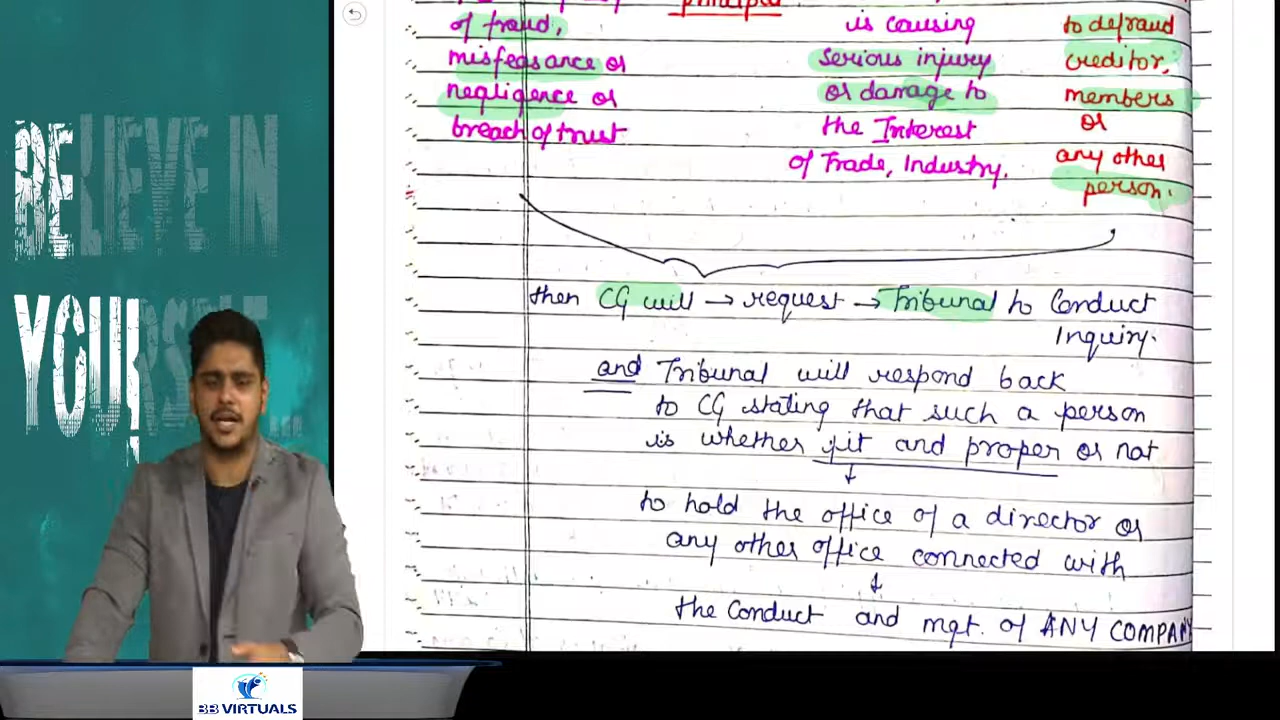 BELIEVE IN
YOURSELF
of fraud,
misfeasance or
negligence or
breach of trust
is causing
serious injury
or damage to
the Interest
of Trade, Industry.
to defraud
creditor,
members
or
any other
person.
then CG will → request → Tribunal to Conduct
Inquiry.
and Tribunal will respond back
to CG stating that such a person
is whether fit and proper or not
to hold the office of a director or
any other office connected with
the Conduct and mgt. of ANY COMPANY
BB VIRTUALS